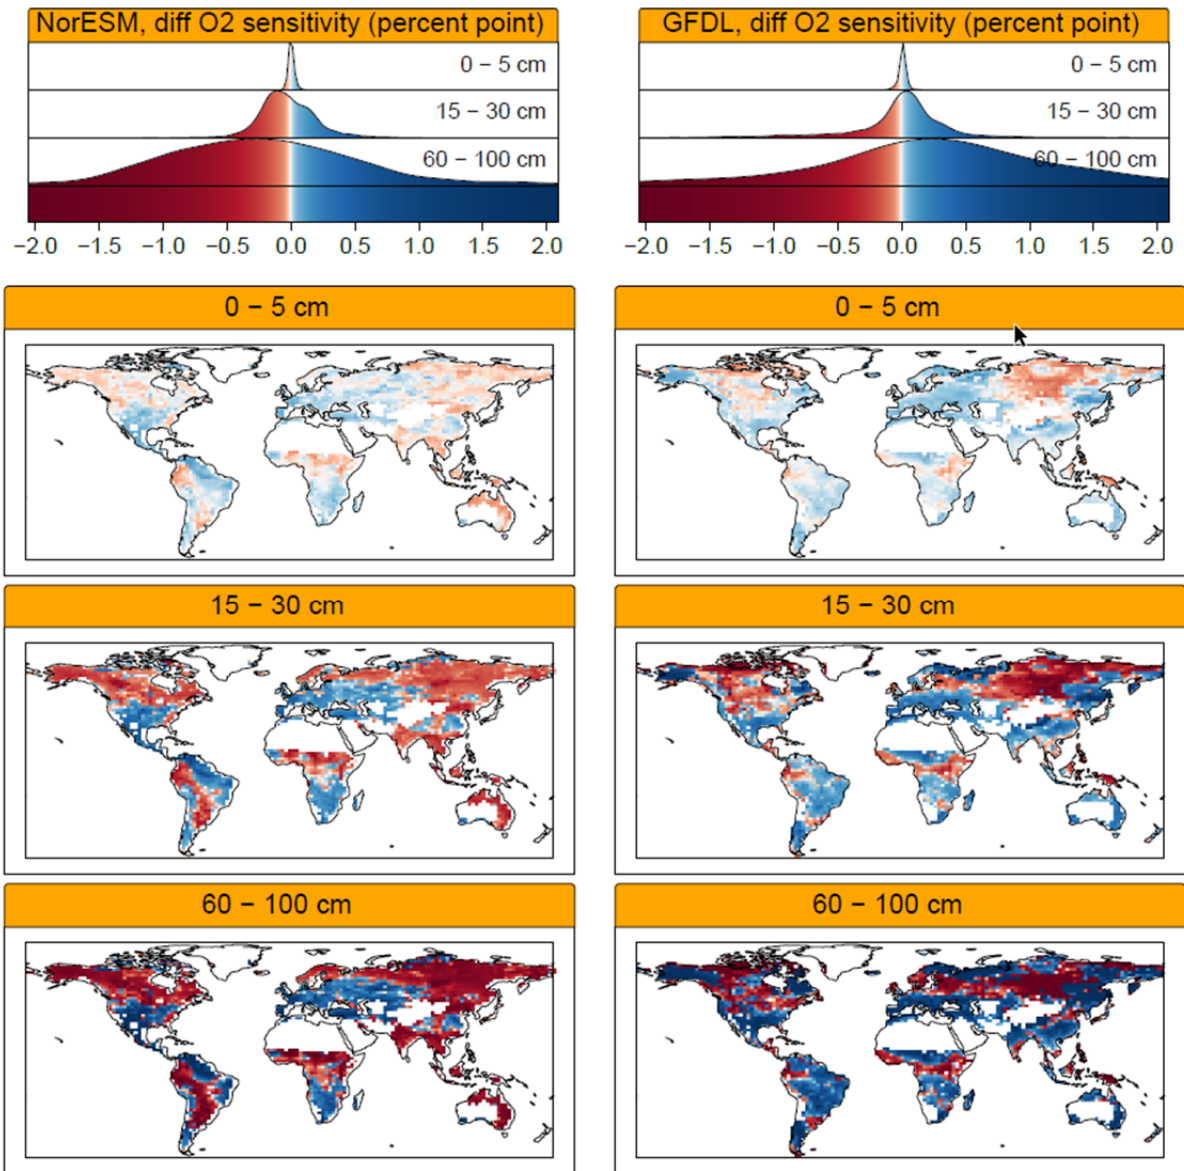 NorESM, diff O2 sensitivity (percent point)
0 − 5 cm
15 − 30 cm
60 − 100 cm
−2.0 −1.5 −1.0 −0.5 0.0 0.5 1.0 1.5 2.0
GFDL, diff O2 sensitivity (percent point)
0 − 5 cm
15 − 30 cm
60 − 100 cm
−2.0 −1.5 −1.0 −0.5 0.0 0.5 1.0 1.5 2.0
0 − 5 cm
0 − 5 cm
15 − 30 cm
15 − 30 cm
60 − 100 cm
60 − 100 cm